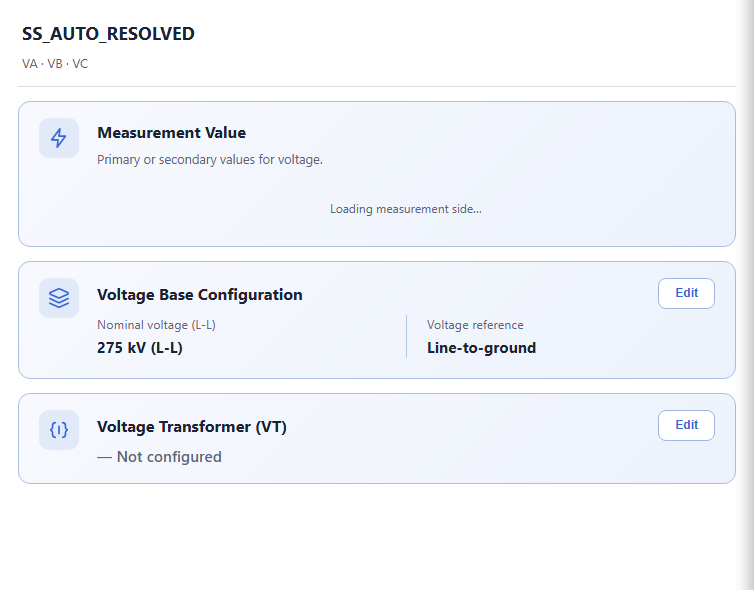 SS_AUTO_RESOLVED
VA · VB · VC
Measurement Value
Primary or secondary values for voltage.
Loading measurement side...
Voltage Base Configuration
Edit
Nominal voltage (L-L)
Voltage reference
275 kV (L-L)
Line-to-ground
Voltage Transformer (VT)
Edit
— Not configured